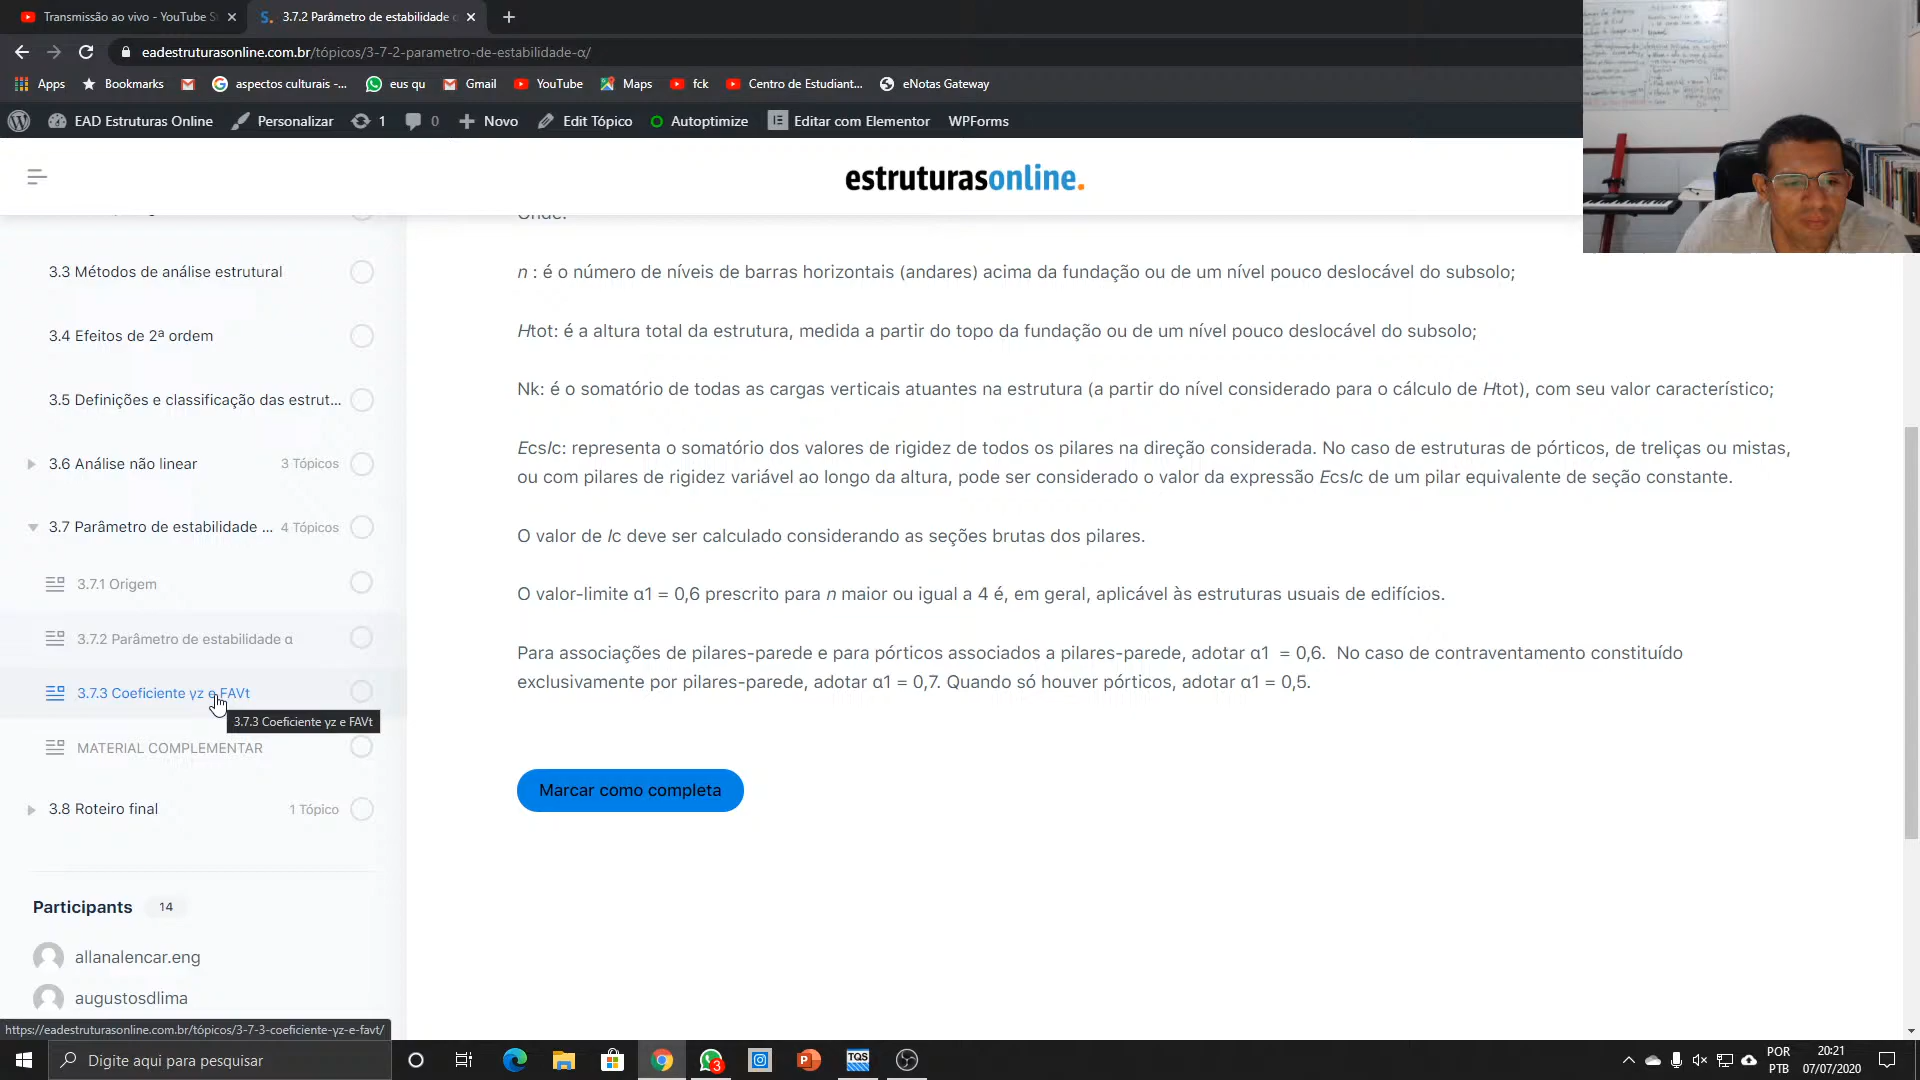 Transmissão ao vivo - YouTube S
3.7.2 Parâmetro de estabilidade
eadestruturasonline.com.br/tópicos/3-7-2-parametro-de-estabilidade-α/
Apps
Bookmarks
aspectos culturais -...
eus qu
Gmail
YouTube
Maps
fck
Centro de Estudiant...
eNotas Gateway
EAD Estruturas Online
Personalizar
1
0
Novo
Edit Tópico
Autoptimize
Editar com Elementor
WPForms
estruturasonline.
3.3 Métodos de análise estrutural
3.4 Efeitos de 2ª ordem
3.5 Definições e classificação das estrut...
3.6 Análise não linear 3 Tópicos
3.7 Parâmetro de estabilidade ... 4 Tópicos
3.7.1 Origem
3.7.2 Parâmetro de estabilidade α
3.7.3 Coeficiente γz e FAVt
3.7.3 Coeficiente γz e FAVt
MATERIAL COMPLEMENTAR
3.8 Roteiro final 1 Tópico
Participants 14
allanalencar.eng
augustosdlima
https://eadestruturasonline.com.br/tópicos/3-7-3-coeficiente-γz-e-favt/
Onde:
n : é o número de níveis de barras horizontais (andares) acima da fundação ou de um nível pouco deslocável do subsolo;
Htot: é a altura total da estrutura, medida a partir do topo da fundação ou de um nível pouco deslocável do subsolo;
Nk: é o somatório de todas as cargas verticais atuantes na estrutura (a partir do nível considerado para o cálculo de Htot), com seu valor característico;
EcsIc: representa o somatório dos valores de rigidez de todos os pilares na direção considerada. No caso de estruturas de pórticos, de treliças ou mistas,
ou com pilares de rigidez variável ao longo da altura, pode ser considerado o valor da expressão EcsIc de um pilar equivalente de seção constante.
O valor de Ic deve ser calculado considerando as seções brutas dos pilares.
O valor-limite α1 = 0,6 prescrito para n maior ou igual a 4 é, em geral, aplicável às estruturas usuais de edifícios.
Para associações de pilares-parede e para pórticos associados a pilares-parede, adotar α1 = 0,6. No caso de contraventamento constituído
exclusivamente por pilares-parede, adotar α1 = 0,7. Quando só houver pórticos, adotar α1 = 0,5.
Marcar como completa
Digite aqui para pesquisar
3
TQS
POR
PTB
20:21
07/07/2020